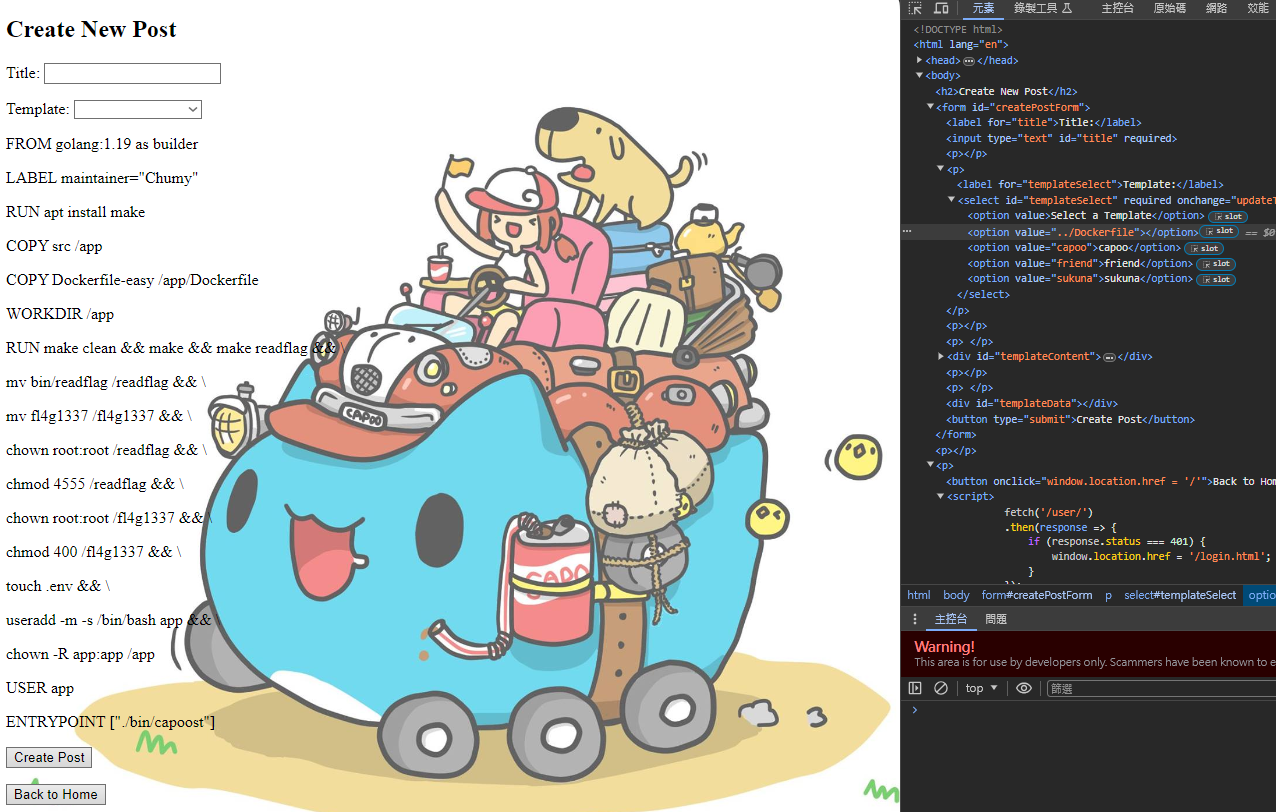 Create New Post
Title:
Template:
FROM golang:1.19 as builder
LABEL maintainer="Chumy"
RUN apt install make
COPY src /app
COPY Dockerfile-easy /app/Dockerfile
WORKDIR /app
RUN make clean && make && make readflag && \
mv bin/readflag /readflag && \
mv fl4g1337 /fl4g1337 && \
chown root:root /readflag && \
chmod 4555 /readflag && \
chown root:root /fl4g1337 && \
chmod 400 /fl4g1337 && \
touch .env && \
useradd -m -s /bin/bash app && \
chown -R app:app /app
USER app
ENTRYPOINT ["./bin/capoost"]
Create Post
Back to Home
CAPOO
CAPO
元素 錄製工具 主控台 原始碼 網路 效能
<!DOCTYPE html>
<html lang="en">
<head> </head>
<body>
<h2>Create New Post</h2>
<form id="createPostForm">
<label for="title">Title:</label>
<input type="text" id="title" required>
<p></p>
<p>
<label for="templateSelect">Template:</label>
<select id="templateSelect" required onchange="updateT
<option value>Select a Template</option> slot
<option value="../Dockerfile"></option> slot == $0
<option value="capoo">capoo</option> slot
<option value="friend">friend</option> slot
<option value="sukuna">sukuna</option> slot
</select>
</p>
<p></p>
<p> </p>
<div id="templateContent"> </div>
<p></p>
<p> </p>
<div id="templateData"></div>
<button type="submit">Create Post</button>
</form>
<p></p>
<p>
<button onclick="window.location.href = '/'">Back to Hom
<script>
fetch('/user/')
.then(response => {
if (response.status === 401) {
window.location.href = '/login.html';
}
});
html body form#createPostForm p select#templateSelect optio
主控台 問題
Warning!
This area is for use by developers only. Scammers have been known to e
top 篩選